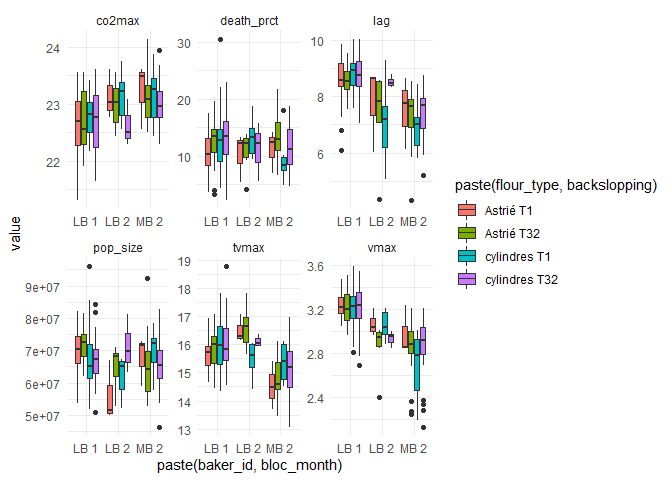 co2max death_prct lag
24
23
22
30
20
10
10
8
6
LB 1 LB 2 MB 2 LB 1 LB 2 MB 2 LB 1 LB 2 MB 2
pop_size tvmax vmax
9e+07
8e+07
7e+07
6e+07
5e+07
19
18
17
16
15
14
13
3.6
3.2
2.8
2.4
LB 1 LB 2 MB 2 LB 1 LB 2 MB 2 LB 1 LB 2 MB 2
value
paste(baker_id, bloc_month)
paste(flour_type, backslopping)
Astrié T1
Astrié T32
cylindres T1
cylindres T32